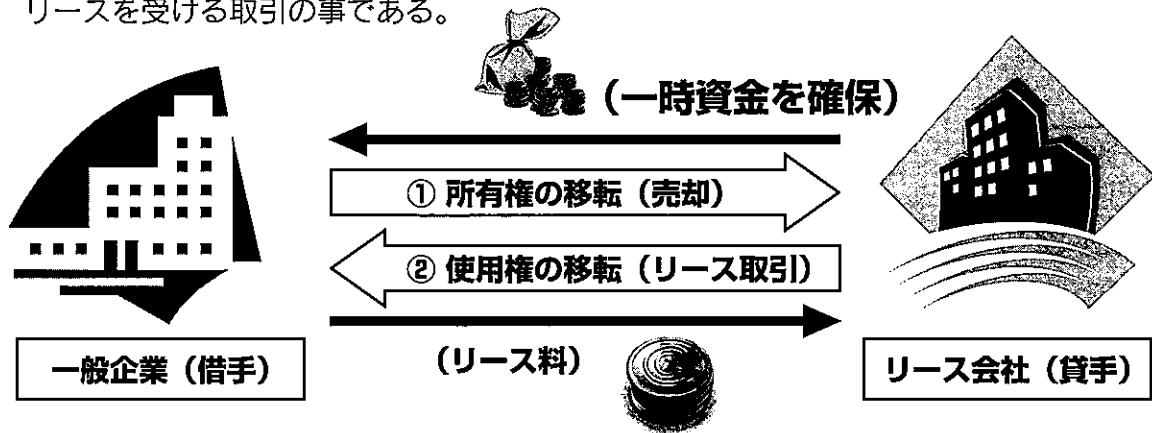 リースを受ける取引の事である。
（一時資金を確保）
① 所有権の移転（売却）
② 使用権の移転（リース取引）
（リース料）
一般企業（借手）
リース会社（貸手）